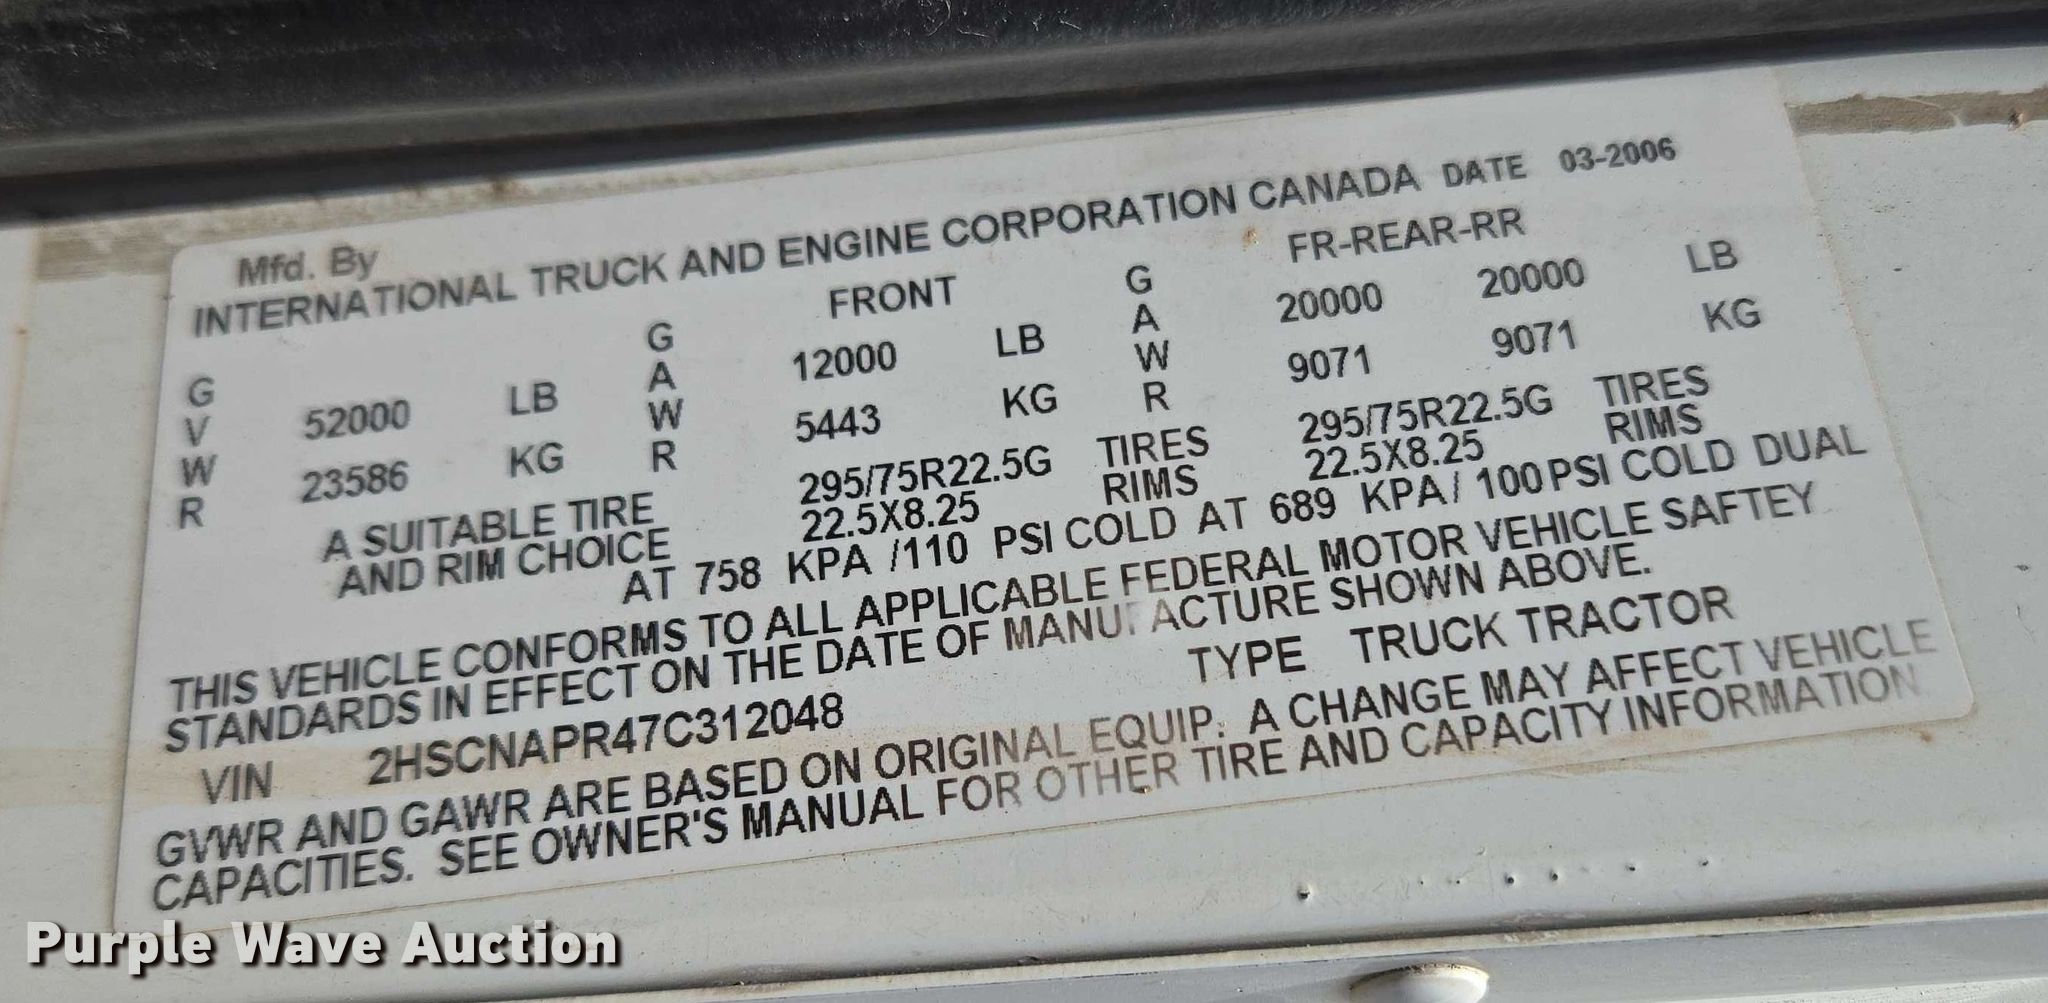 Mfd. By
INTERNATIONAL TRUCK AND ENGINE CORPORATION CANADA DATE 03-2006
FRONT FR-REAR-RR
GVWR 52000 LB GAWR 12000 LB GAWR 20000 20000 LB
23586 KG 5443 KG 9071 9071 KG
A SUITABLE TIRE 295/75R22.5G TIRES 295/75R22.5G TIRES
AND RIM CHOICE 22.5X8.25 RIMS 22.5X8.25 RIMS
AT 758 KPA /110 PSI COLD AT 689 KPA/ 100 PSI COLD DUAL
THIS VEHICLE CONFORMS TO ALL APPLICABLE FEDERAL MOTOR VEHICLE SAFTEY
STANDARDS IN EFFECT ON THE DATE OF MANUFACTURE SHOWN ABOVE.
VIN 2HSCNAPR47C312048 TYPE TRUCK TRACTOR
GVWR AND GAWR ARE BASED ON ORIGINAL EQUIP. A CHANGE MAY AFFECT VEHICLE
CAPACITIES. SEE OWNER'S MANUAL FOR OTHER TIRE AND CAPACITY INFORMATION
Purple Wave Auction